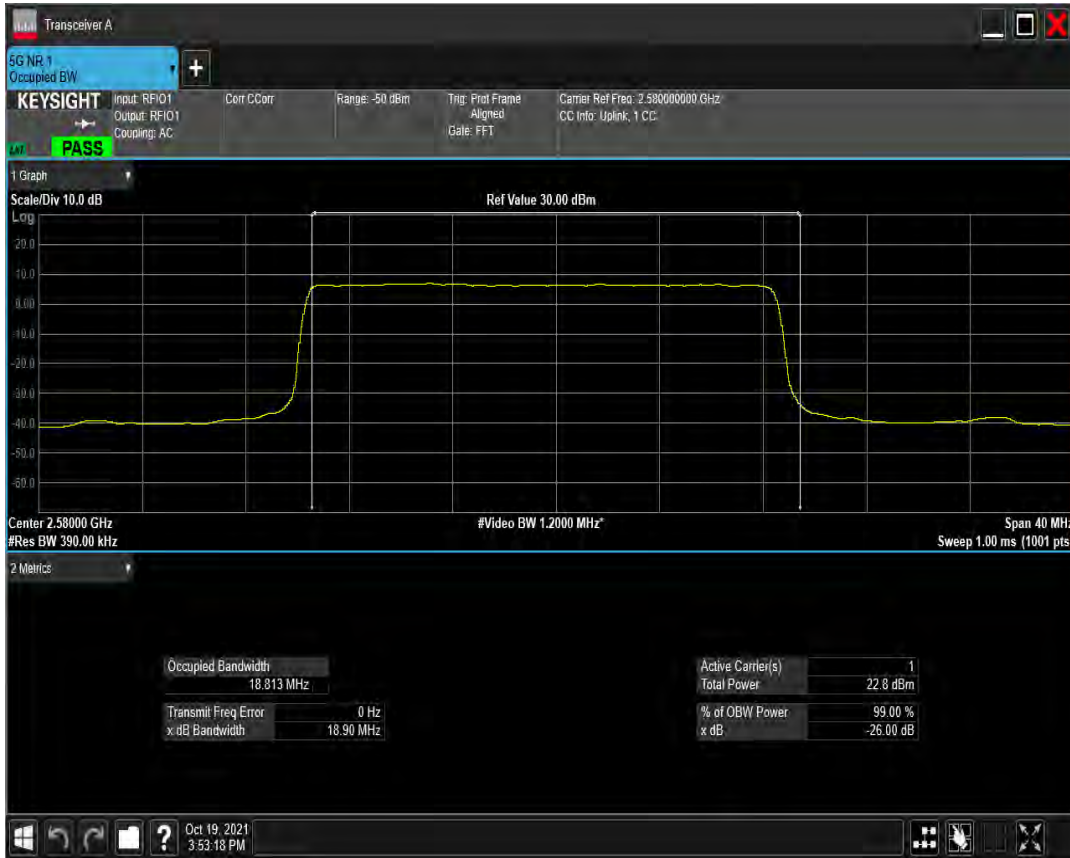 Transceiver A
5G NR 1
Occupied BW
+
KEYSIGHT
Input: RFIO1
Output: RFIO1
Coupling: AC
Corr CCorr
Range: -50 dBm
Trig: Prot Frame
Aligned
Gate: FFT
Carrier Ref Freq: 2.580000000 GHz
CC Info: Uplink, 1 CC
PASS
1 Graph
Scale/Div 10.0 dB
Ref Value 30.00 dBm
Log
20.0
10.0
0.00
-10.0
-20.0
-30.0
-40.0
-50.0
-60.0
Center 2.58000 GHz
#Video BW 1.2000 MHz*
Span 40 MHz
#Res BW 390.00 kHz
Sweep 1.00 ms (1001 pts
2 Metrics
Occupied Bandwidth
18.813 MHz
Transmit Freq Error 0 Hz
x dB Bandwidth 18.90 MHz
Active Carrier(s) 1
Total Power 22.8 dBm
% of OBW Power 99.00 %
x dB -26.00 dB
?
Oct 19, 2021
3:53:18 PM